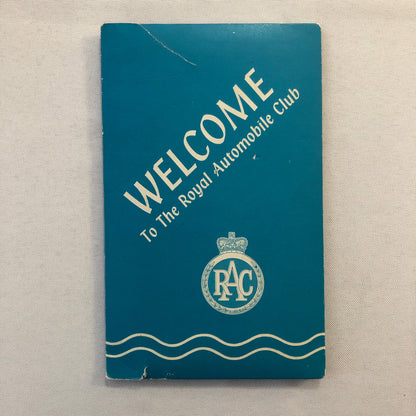 WELCOME
To The Royal Automobile Club
RAC